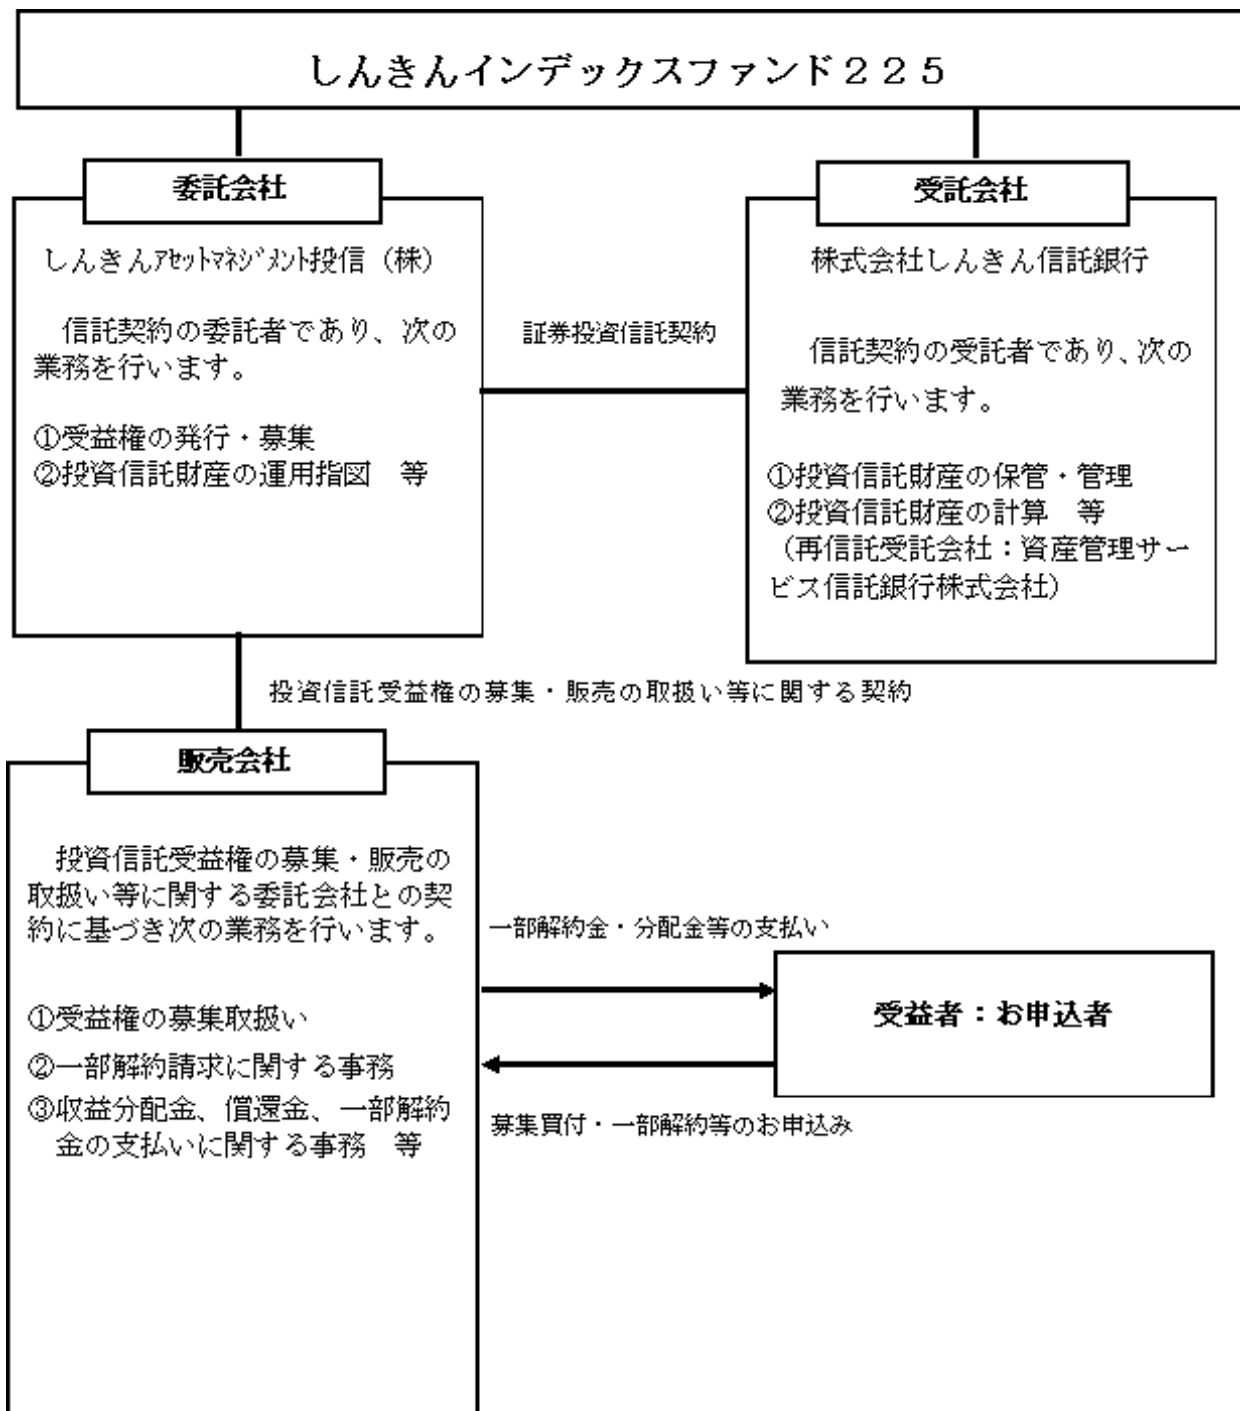 しんきんインデックスファンド２２５
委託会社
しんきんｱｾｯﾄﾏﾈｼﾞﾒﾝﾄ投信（株）
信託契約の委託者であり、次の
業務を行います。
①受益権の発行・募集
②投資信託財産の運用指図　等
証券投資信託契約
受託会社
株式会社しんきん信託銀行
信託契約の受託者であり、次の
業務を行います。
①投資信託財産の保管・管理
②投資信託財産の計算　等
（再信託受託会社：資産管理サー
ビス信託銀行株式会社）
投資信託受益権の募集・販売の取扱い等に関する契約
販売会社
投資信託受益権の募集・販売の
取扱い等に関する委託会社との契
約に基づき次の業務を行います。
①受益権の募集取扱い
②一部解約請求に関する事務
③収益分配金、償還金、一部解約
金の支払いに関する事務　等
一部解約金・分配金等の支払い
受益者：お申込者
募集買付・一部解約等のお申込み